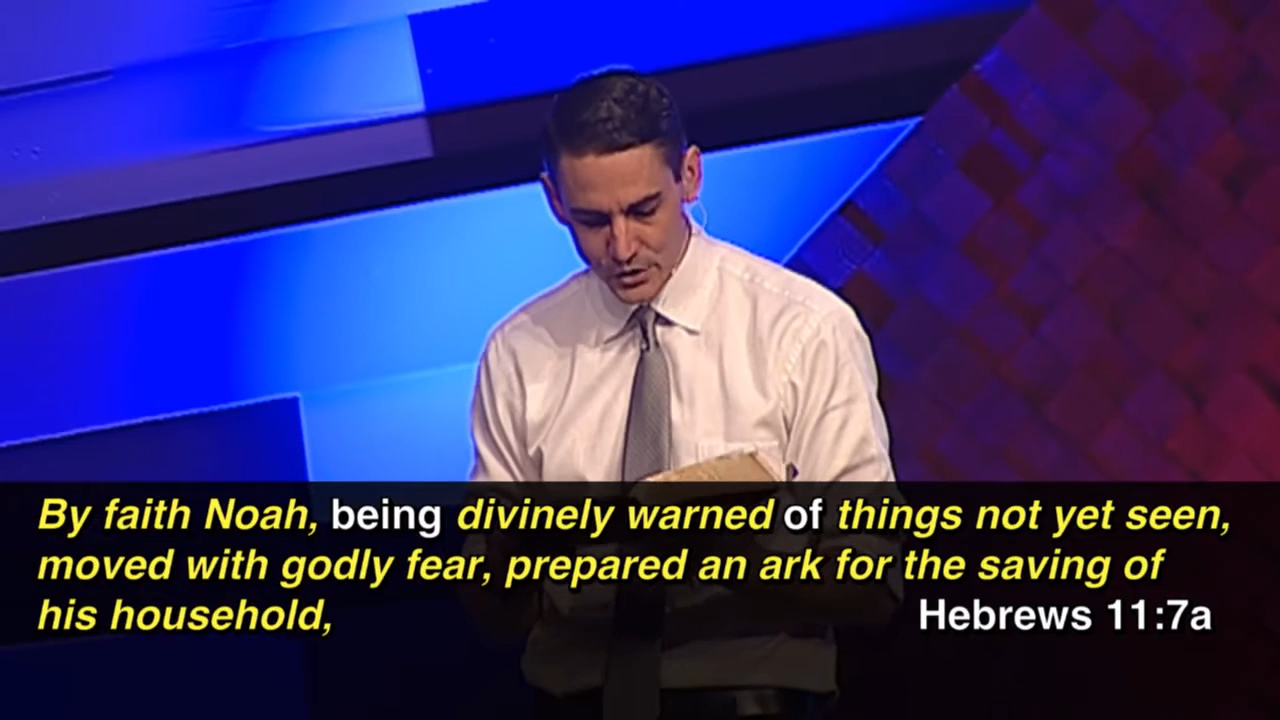 By faith Noah, being divinely warned of things not yet seen,
moved with godly fear, prepared an ark for the saving of
his household, Hebrews 11:7a